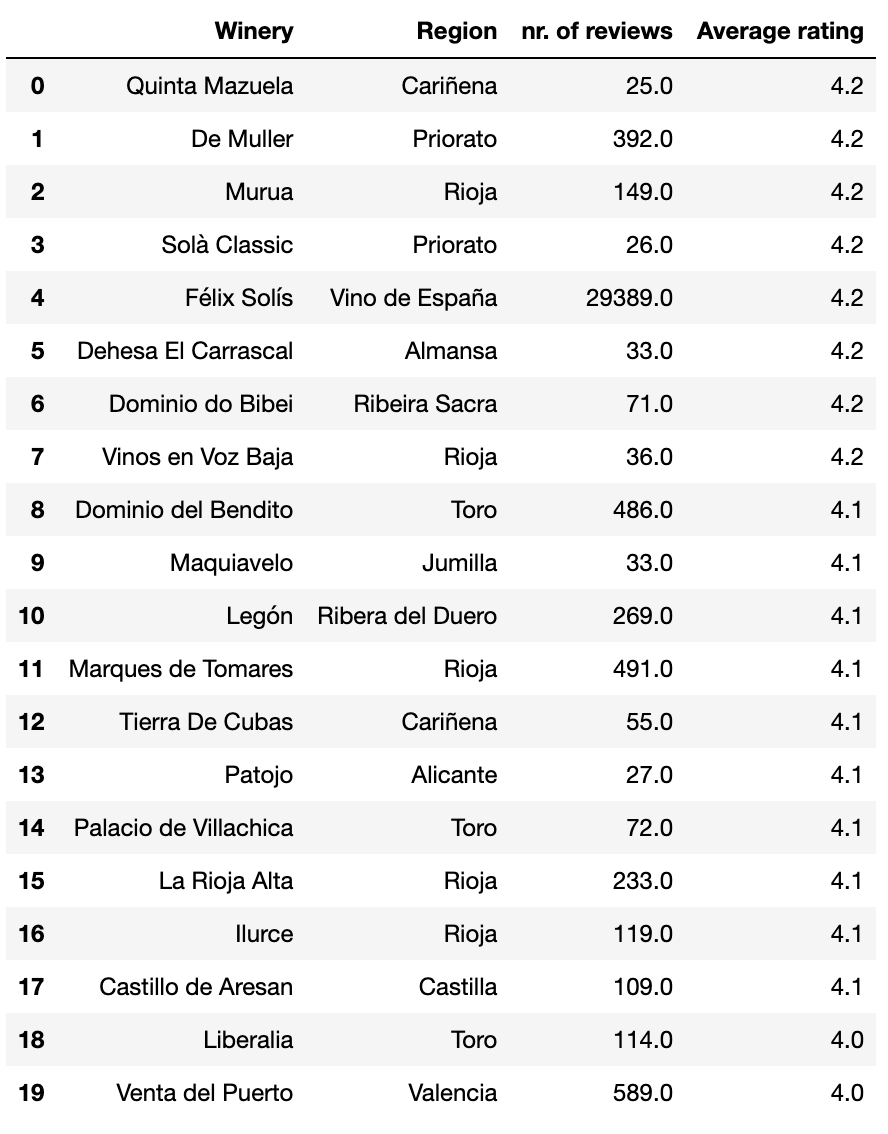 Winery Region nr. of reviews Average rating
0 Quinta Mazuela Cariñena 25.0 4.2
1 De Muller Priorato 392.0 4.2
2 Murua Rioja 149.0 4.2
3 Solà Classic Priorato 26.0 4.2
4 Félix Solís Vino de España 29389.0 4.2
5 Dehesa El Carrascal Almansa 33.0 4.2
6 Dominio do Bibei Ribeira Sacra 71.0 4.2
7 Vinos en Voz Baja Rioja 36.0 4.2
8 Dominio del Bendito Toro 486.0 4.1
9 Maquiavelo Jumilla 33.0 4.1
10 Legón Ribera del Duero 269.0 4.1
11 Marques de Tomares Rioja 491.0 4.1
12 Tierra De Cubas Cariñena 55.0 4.1
13 Patojo Alicante 27.0 4.1
14 Palacio de Villachica Toro 72.0 4.1
15 La Rioja Alta Rioja 233.0 4.1
16 Ilurce Rioja 119.0 4.1
17 Castillo de Aresan Castilla 109.0 4.1
18 Liberalia Toro 114.0 4.0
19 Venta del Puerto Valencia 589.0 4.0